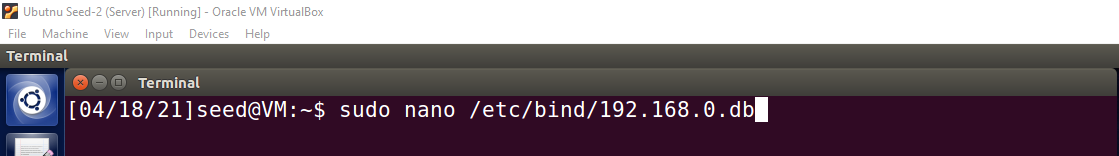 Ubutnu Seed-2 (Server) [Running] - Oracle VM VirtualBox
File Machine View Input Devices Help
Terminal
Terminal
[04/18/21]seed@VM:~$ sudo nano /etc/bind/192.168.0.db